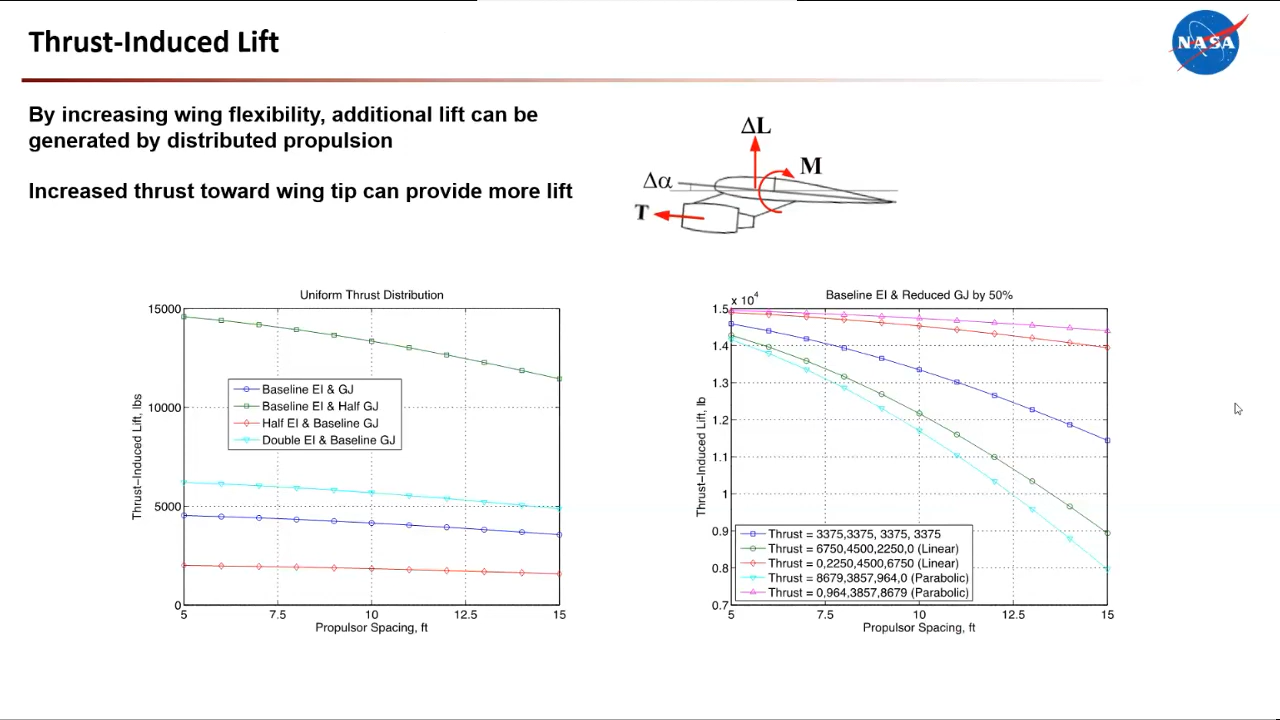 Thrust-Induced Lift
NASA
By increasing wing flexibility, additional lift can be
generated by distributed propulsion
Increased thrust toward wing tip can provide more lift
ΔL
M
Δα
T
Uniform Thrust Distribution
15000
10000
5000
0
Thrust-Induced Lift, lbs
Baseline EI & GJ
Baseline EI & Half GJ
Half EI & Baseline GJ
Double EI & Baseline GJ
5 7.5 10 12.5 15
Propulsor Spacing, ft
Baseline EI & Reduced GJ by 50%
x 10⁴
1.5
1.4
1.3
1.2
1.1
1
0.9
0.8
0.7
Thrust-Induced Lift, lb
Thrust = 3375,3375, 3375, 3375
Thrust = 6750,4500,2250,0 (Linear)
Thrust = 0,2250,4500,6750 (Linear)
Thrust = 8679,3857,964,0 (Parabolic)
Thrust = 0,964,3857,8679 (Parabolic)
5 7.5 10 12.5 15
Propulsor Spacing, ft